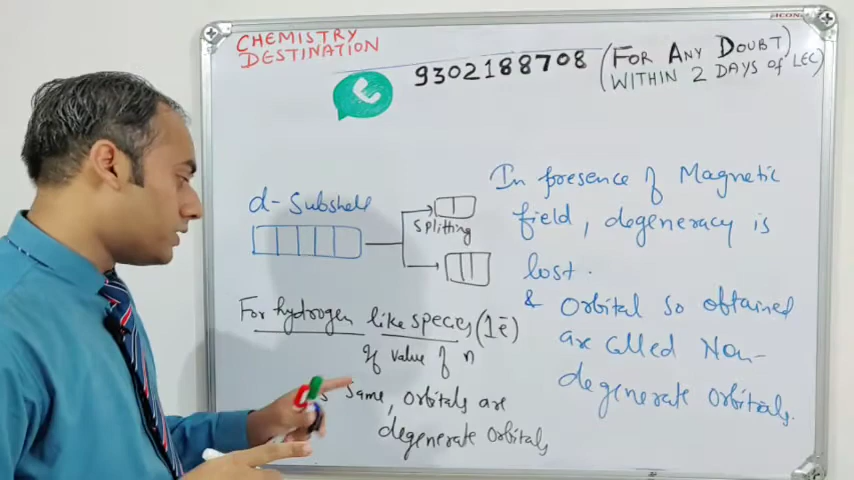 CHEMISTRY
DESTINATION
9302188708 (FOR ANY DOUBT)
WITHIN 2 DAYS of LEC)
d-Subshell
Splitting
In presence of Magnetic
field, degeneracy is
lost.
& Orbital so obtained
are called Non-
degenerate Orbitals.
For hydrogen like species (1e̅)
If value of n
is same, orbitals are
degenerate Orbitals